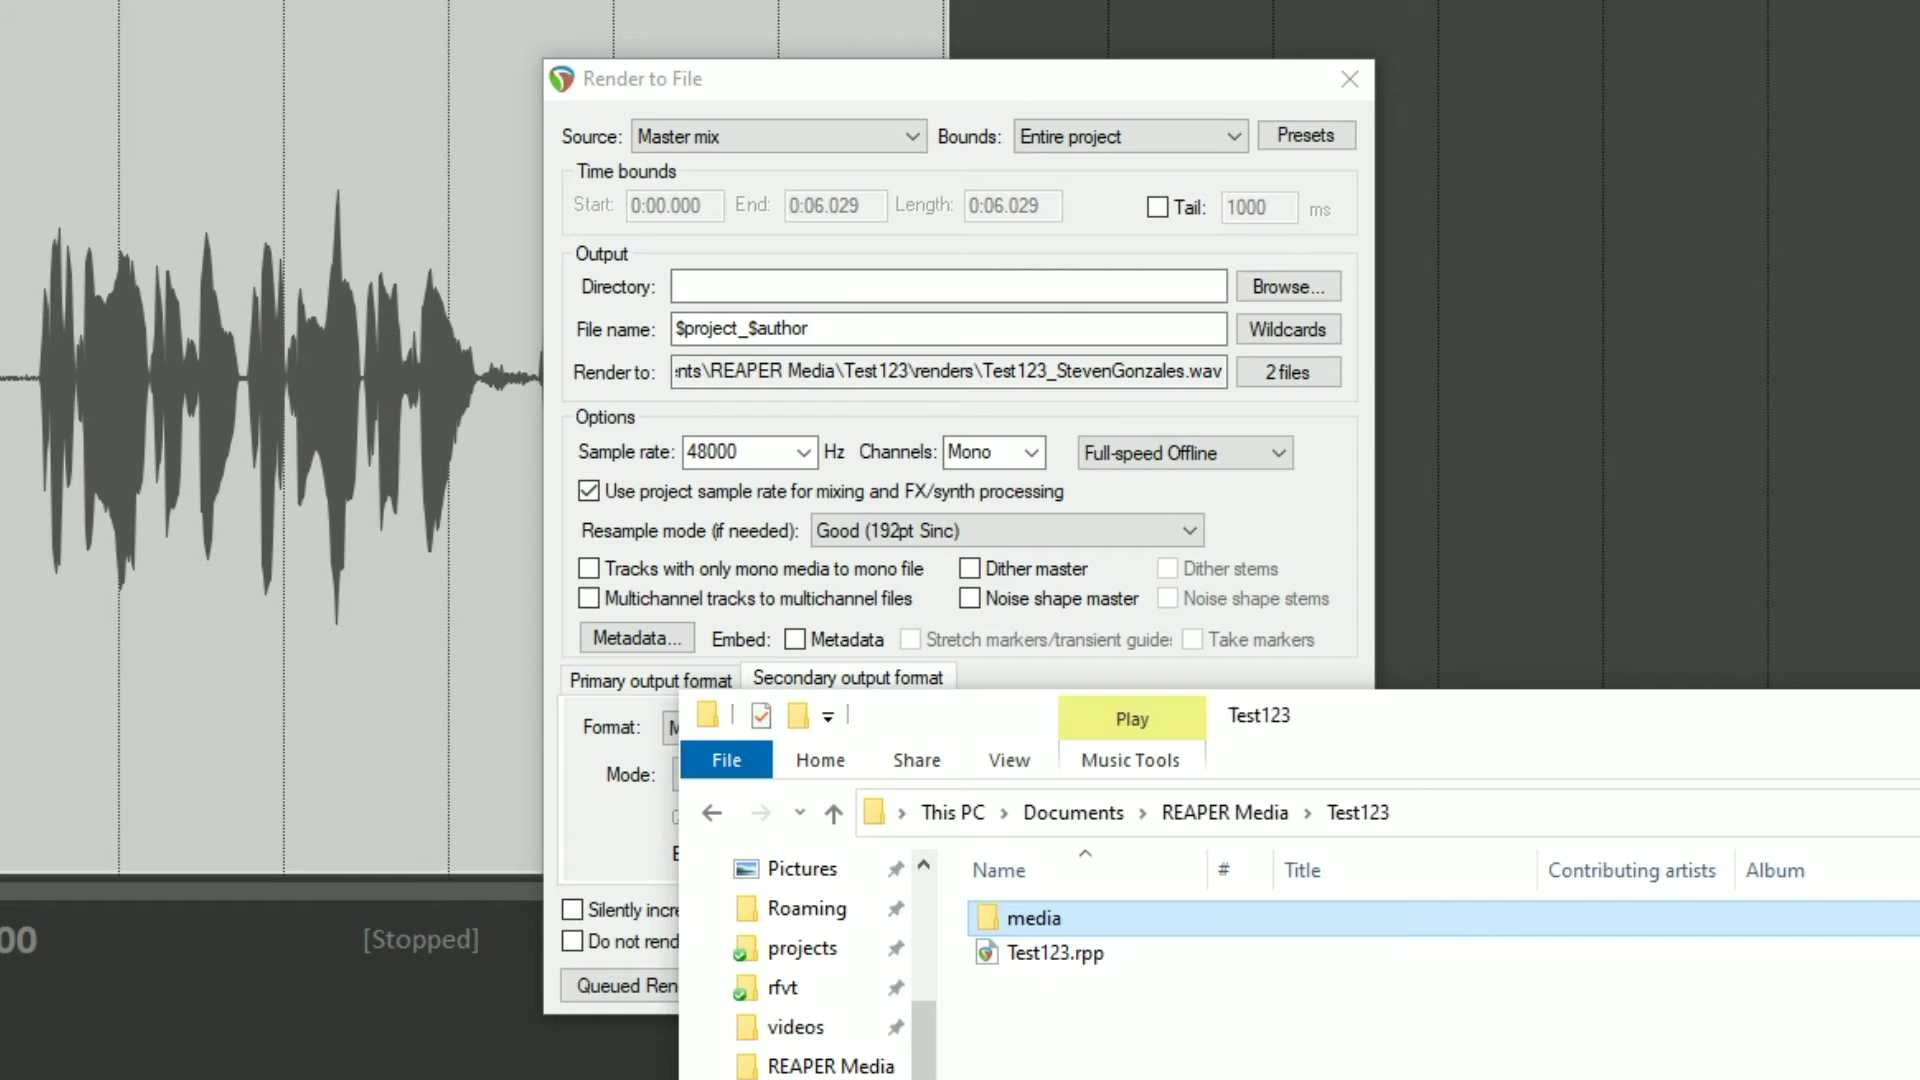 Render to File
Source: Master mix Bounds: Entire project Presets
Time bounds
Start: 0:00.000 End: 0:06.029 Length: 0:06.029 Tail: 1000 ms
Output
Directory: Browse...
File name: $project_$author Wildcards
Render to: nts\REAPER Media\Test123\renders\Test123_StevenGonzales.wav 2 files
Options
Sample rate: 48000 Hz Channels: Mono Full-speed Offline
Use project sample rate for mixing and FX/synth processing
Resample mode (if needed): Good (192pt Sinc)
Tracks with only mono media to mono file Dither master Dither stems
Multichannel tracks to multichannel files Noise shape master Noise shape stems
Metadata... Embed: Metadata Stretch markers/transient guide Take markers
Primary output format Secondary output format
Format: M
Mode:
Silently incre
Do not rend
Queued Ren
00 [Stopped]
Play Test123
File Home Share View Music Tools
This PC > Documents > REAPER Media > Test123
Name # Title Contributing artists Album
Pictures
Roaming
projects
rfvt
videos
REAPER Media
media
Test123.rpp